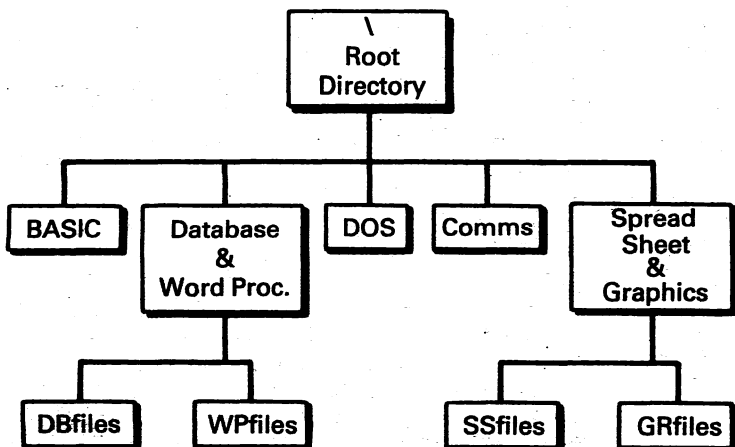 \
Root
Directory
BASIC
Database
&
Word Proc.
DOS
Comms
Spread
Sheet
&
Graphics
DBfiles
WPfiles
SSfiles
GRfiles